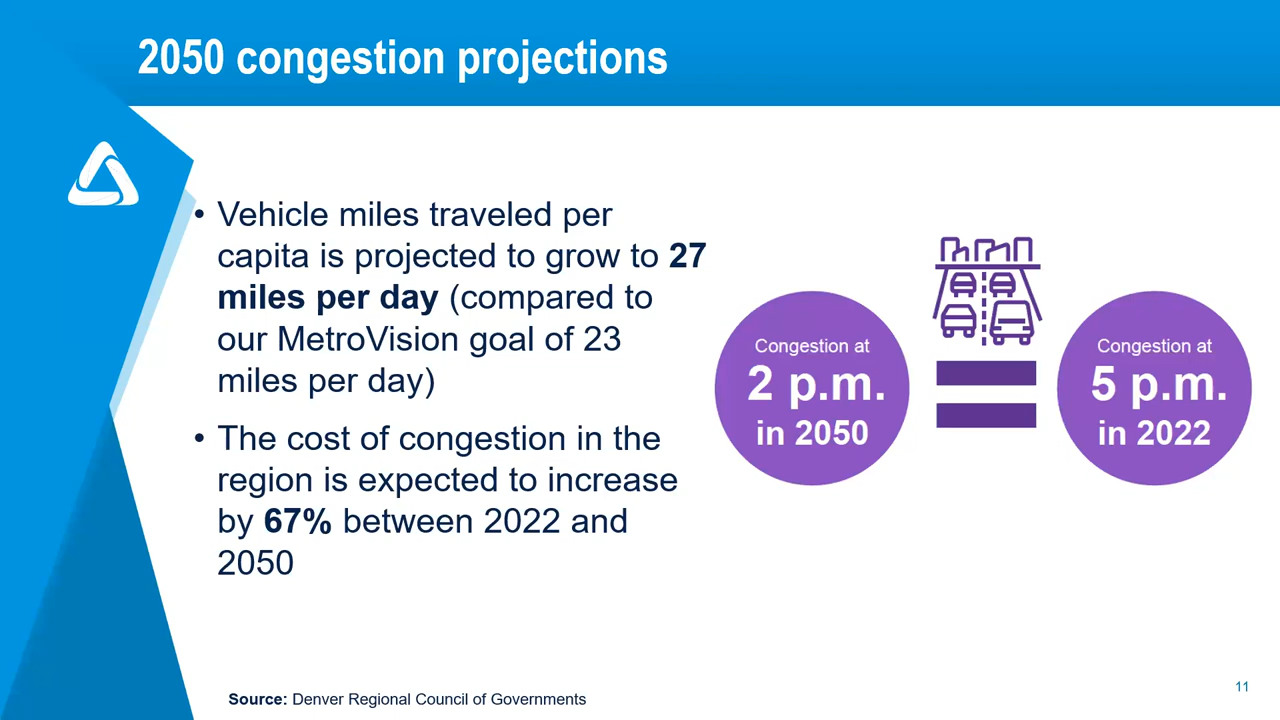 2050 congestion projections
• Vehicle miles traveled per
capita is projected to grow to 27
miles per day (compared to
our MetroVision goal of 23
miles per day)
• The cost of congestion in the
region is expected to increase
by 67% between 2022 and
2050
Congestion at
2 p.m.
in 2050
Congestion at
5 p.m.
in 2022
Source: Denver Regional Council of Governments
11